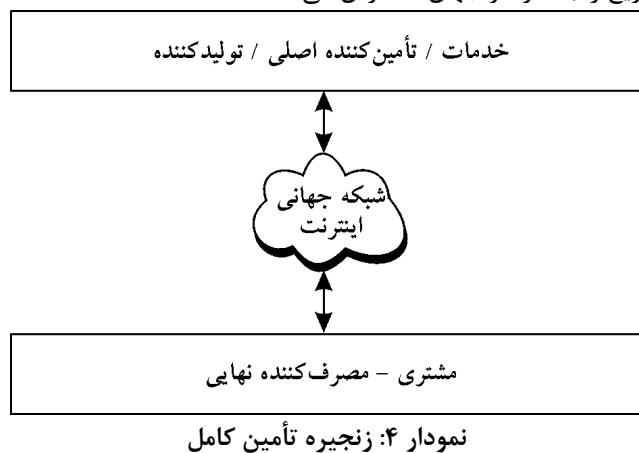 خدمات / تأمین‌کننده اصلی / تولیدکننده
شبکه جهانی
اینترنت
مشتری – مصرف‌کننده نهایی
نمودار ۴: زنجیره تأمین کامل